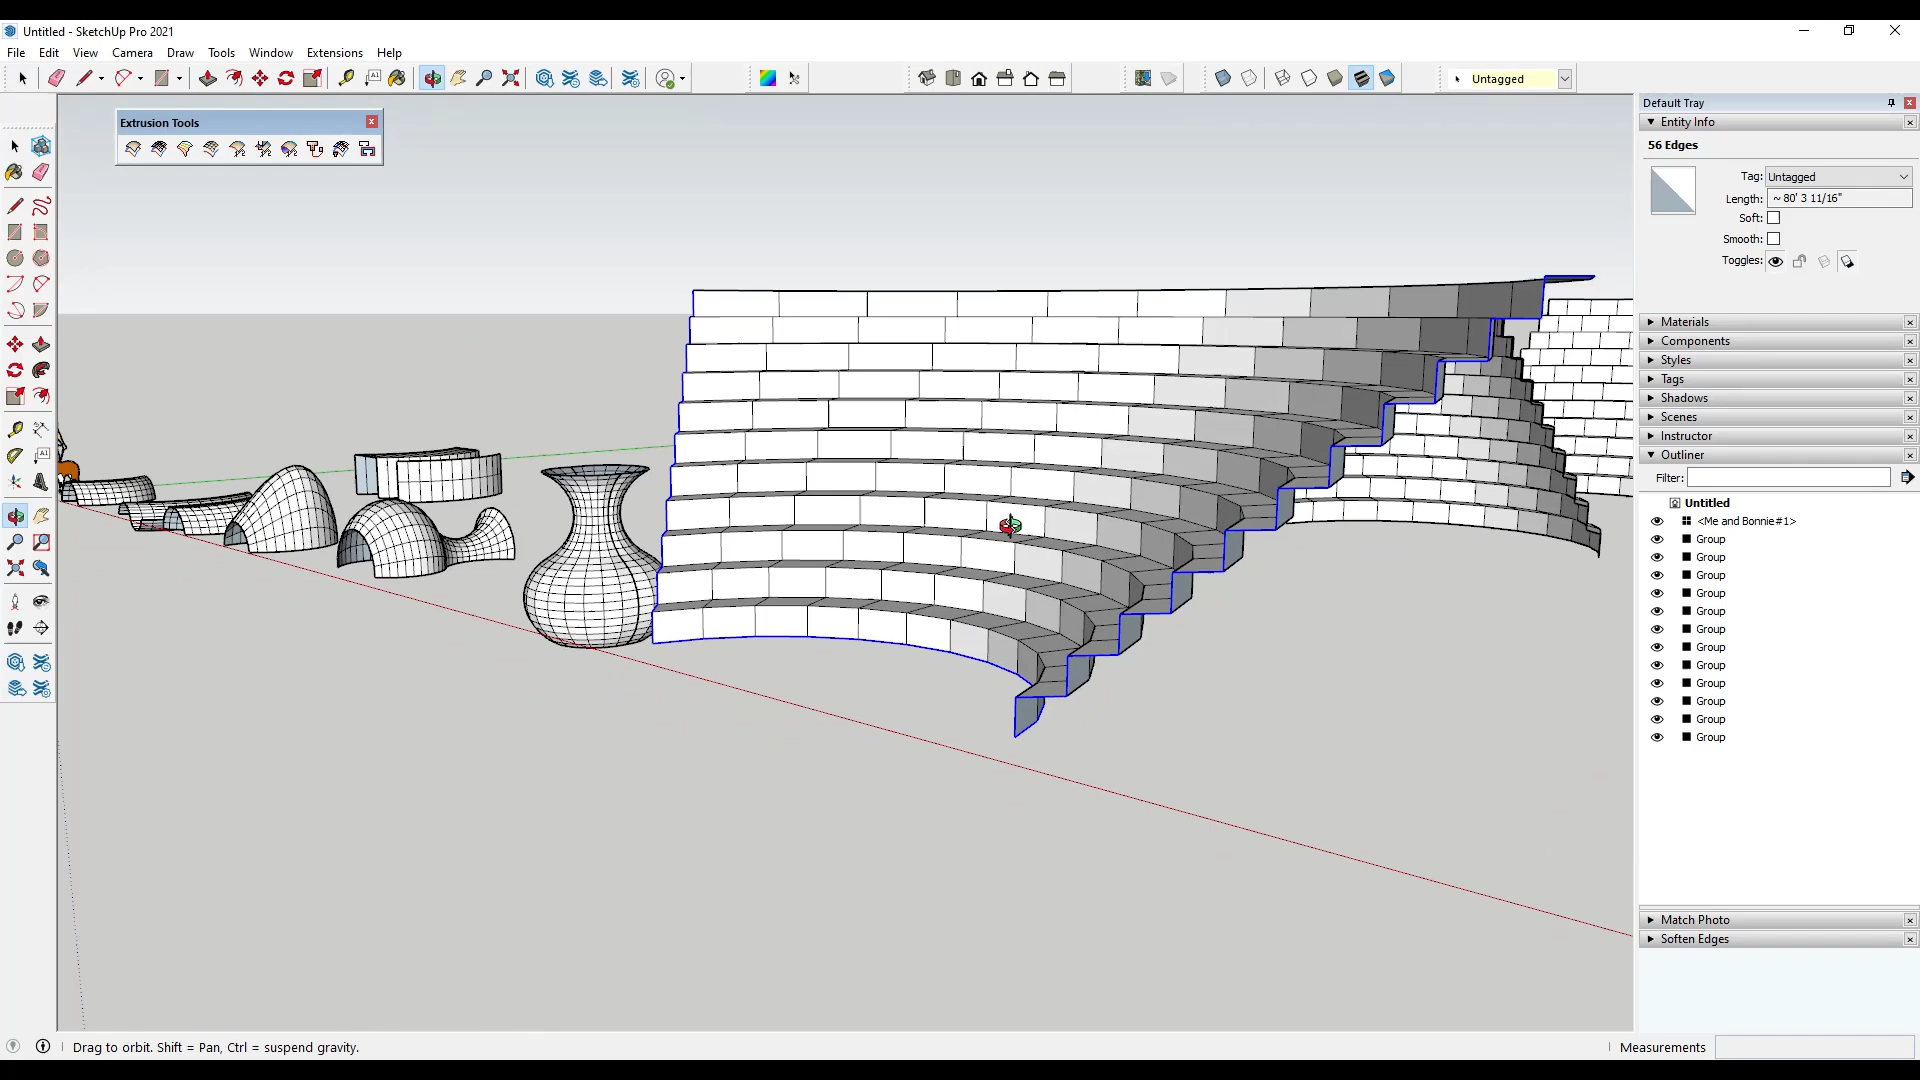 Untitled - SketchUp Pro 2021
File Edit View Camera Draw Tools Window Extensions Help
Untagged
Extrusion Tools
Default Tray
Entity Info
56 Edges
Tag: Untagged
Length: ~ 80' 3 11/16"
Soft:
Smooth:
Toggles:
Materials
Components
Styles
Tags
Shadows
Scenes
Instructor
Outliner
Filter:
Untitled
<Me and Bonnie#1>
Group
Group
Group
Group
Group
Group
Group
Group
Group
Group
Group
Group
Match Photo
Soften Edges
Drag to orbit. Shift = Pan, Ctrl = suspend gravity.
Measurements